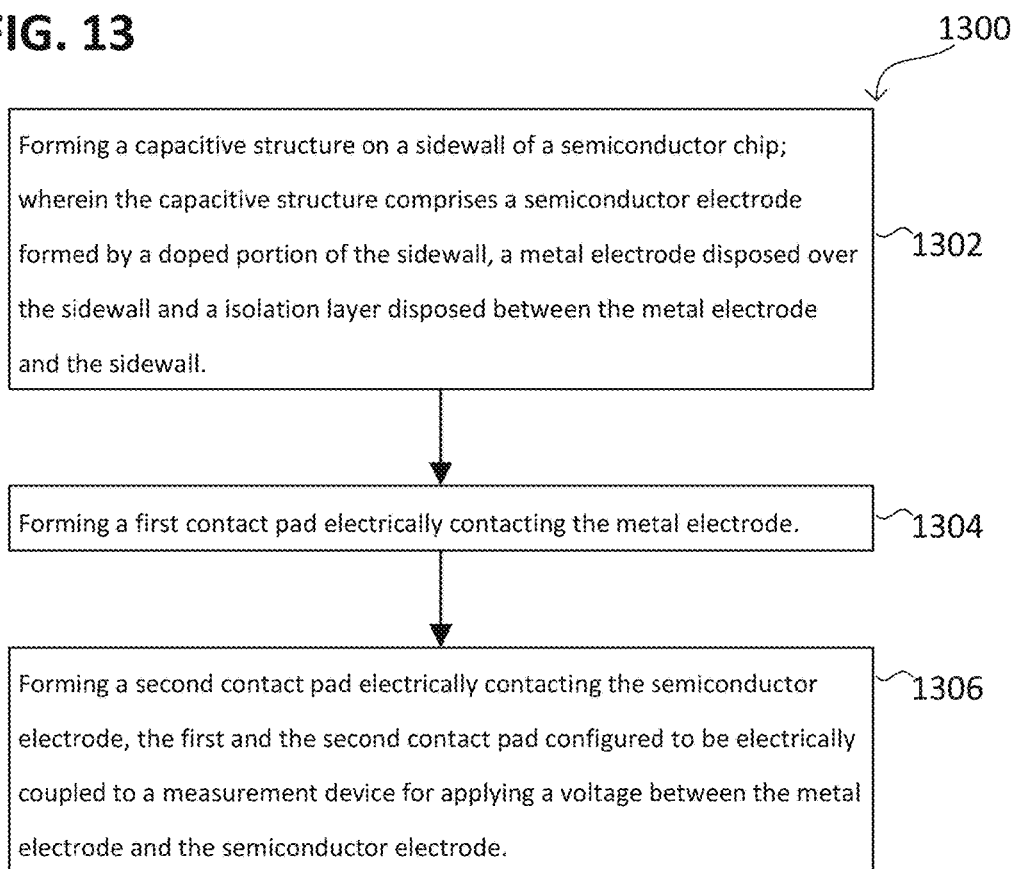 FIG. 13
1300
Forming a capacitive structure on a sidewall of a semiconductor chip;
wherein the capacitive structure comprises a semiconductor electrode
formed by a doped portion of the sidewall, a metal electrode disposed over
the sidewall and a isolation layer disposed between the metal electrode
and the sidewall.
1302
Forming a first contact pad electrically contacting the metal electrode.
1304
Forming a second contact pad electrically contacting the semiconductor
electrode, the first and the second contact pad configured to be electrically
coupled to a measurement device for applying a voltage between the metal
electrode and the semiconductor electrode.
1306